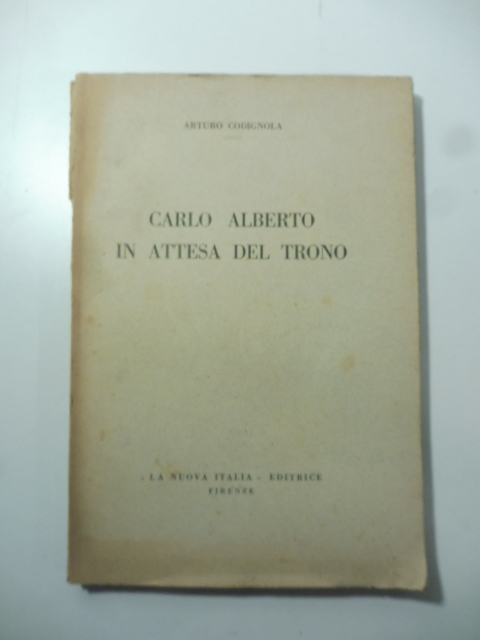 ARTURO CODIGNOLA
CARLO ALBERTO
IN ATTESA DEL TRONO
« LA NUOVA ITALIA » EDITRICE
FIRENZE